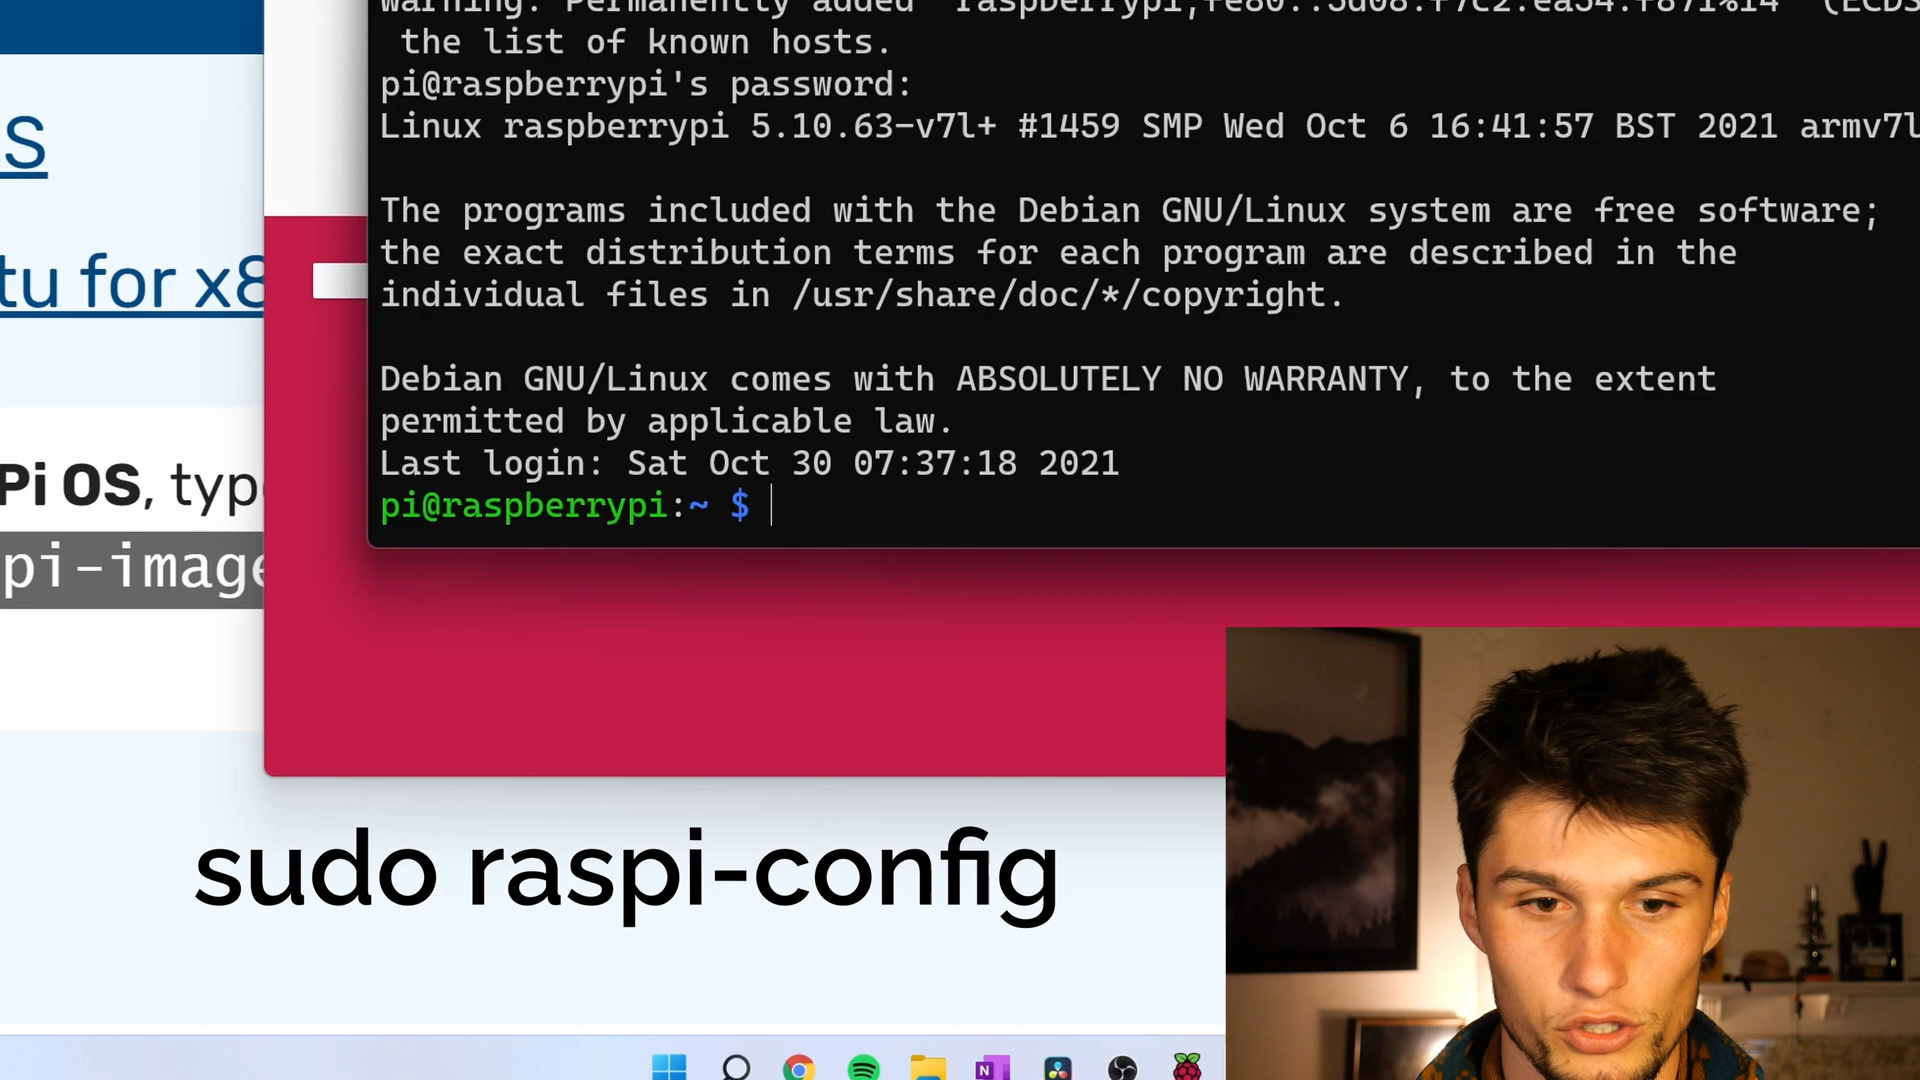 Warning: Permanently added
the list of known hosts.
pi@raspberrypi's password:
Linux raspberrypi 5.10.63-v7l+ #1459 SMP Wed Oct 6 16:41:57 BST 2021 armv7l
The programs included with the Debian GNU/Linux system are free software;
the exact distribution terms for each program are described in the
individual files in /usr/share/doc/*/copyright.
Debian GNU/Linux comes with ABSOLUTELY NO WARRANTY, to the extent
permitted by applicable law.
Last login: Sat Oct 30 07:37:18 2021
pi@raspberrypi:~ $
S
tu for x8
Pi OS, typ
pi-image
sudo raspi-config
N